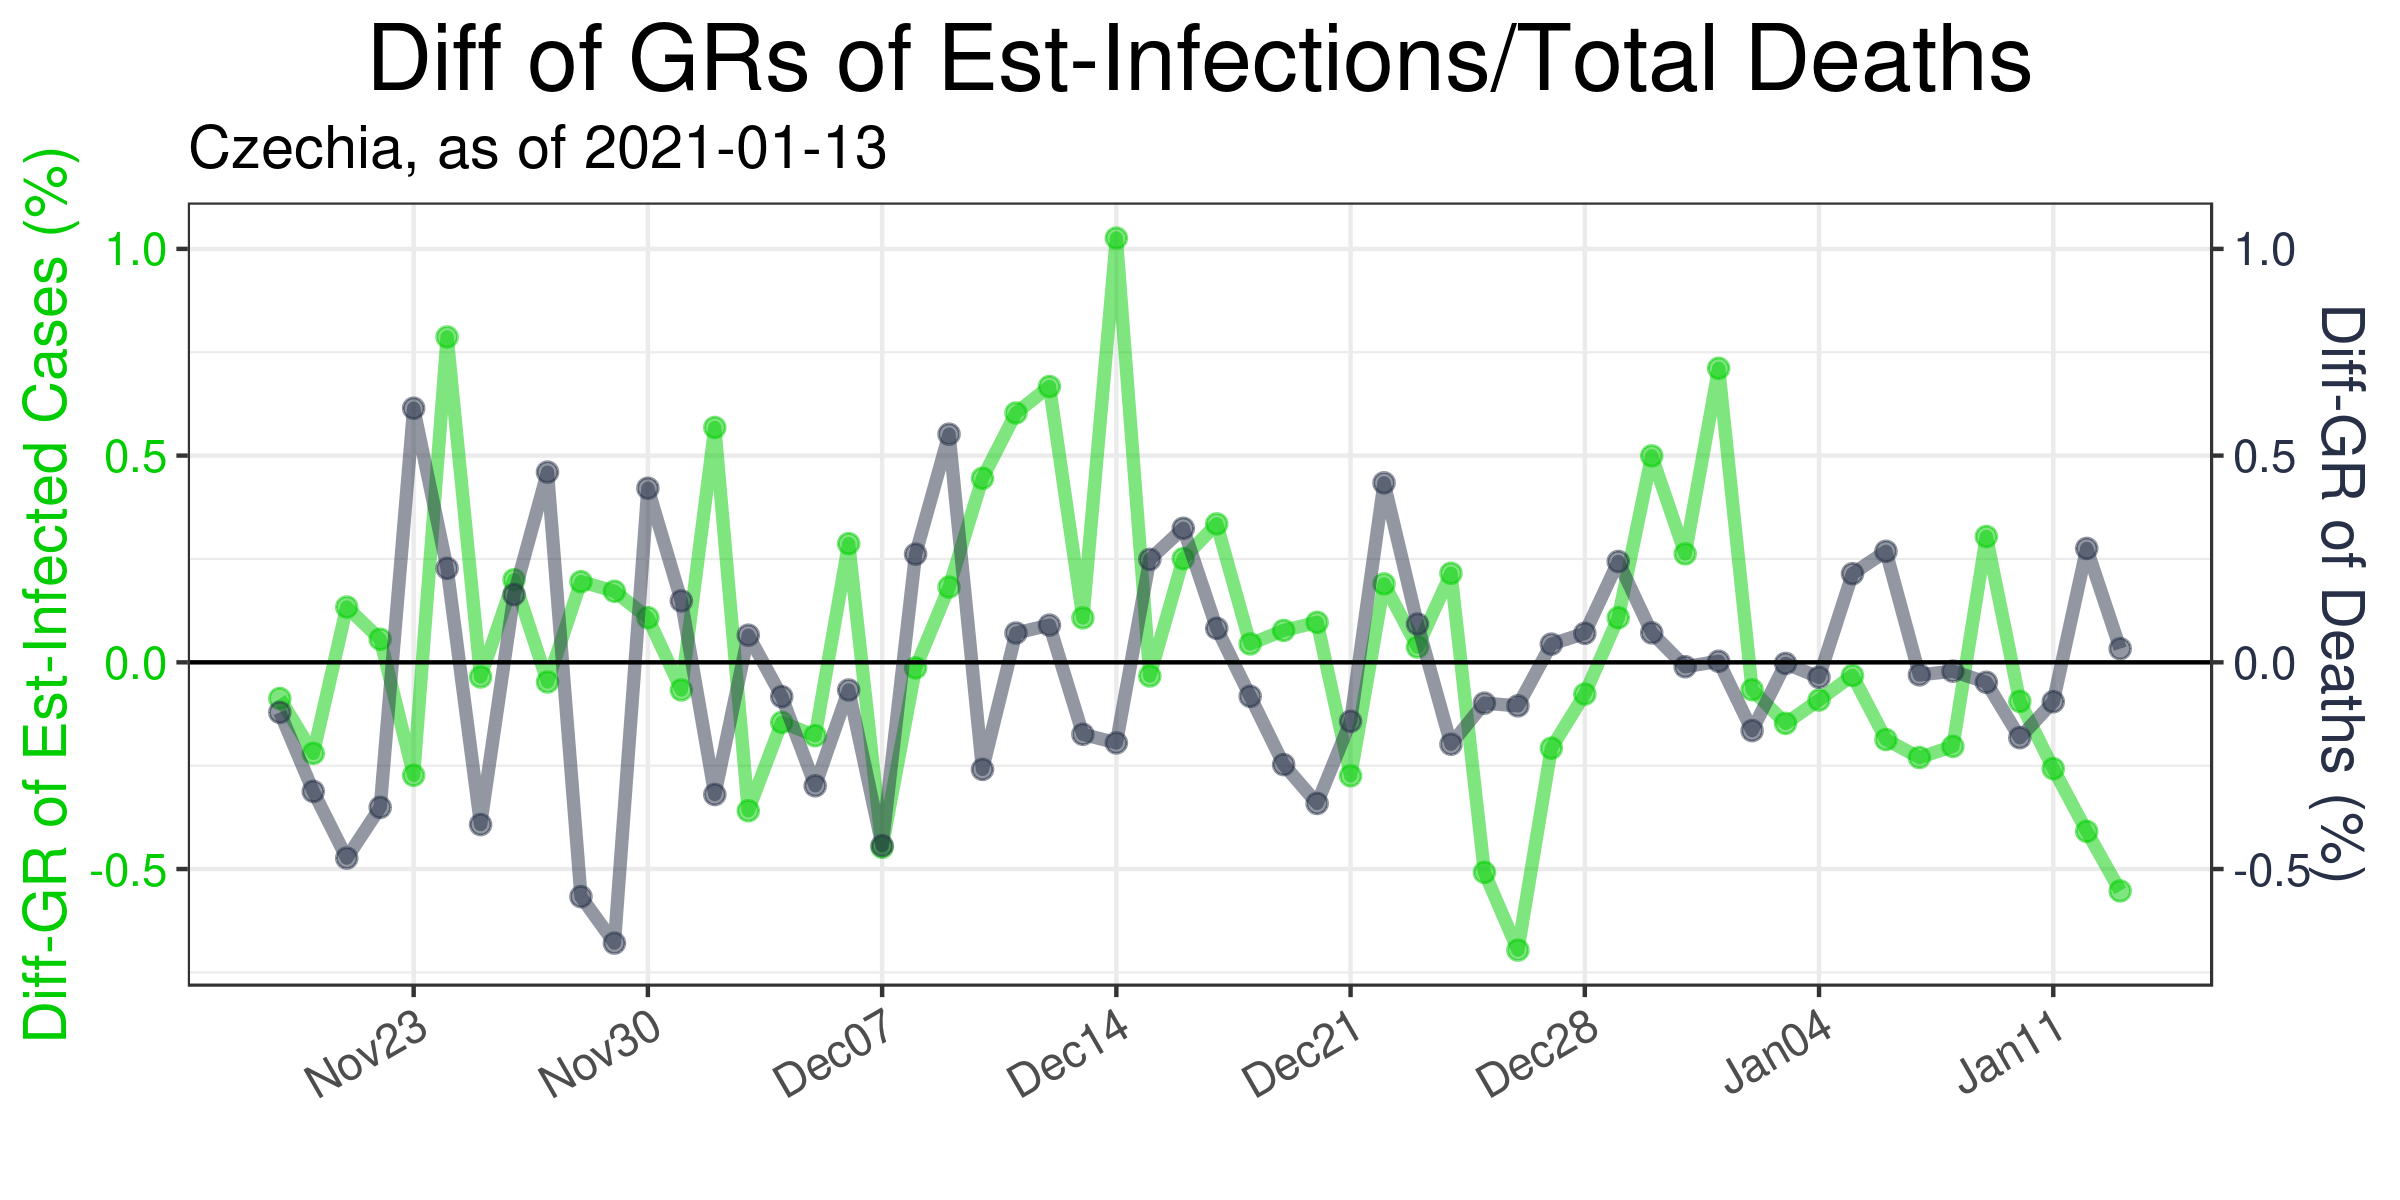 Diff of GRs of Est-Infections/Total Deaths
Czechia, as of 2021-01-13
Diff-GR of Est-Infected Cases (%)
1.0
0.5
0.0
-0.5
1.0
0.5
0.0
-0.5
Diff-GR of Deaths (%)
Nov23
Nov30
Dec07
Dec14
Dec21
Dec28
Jan04
Jan11